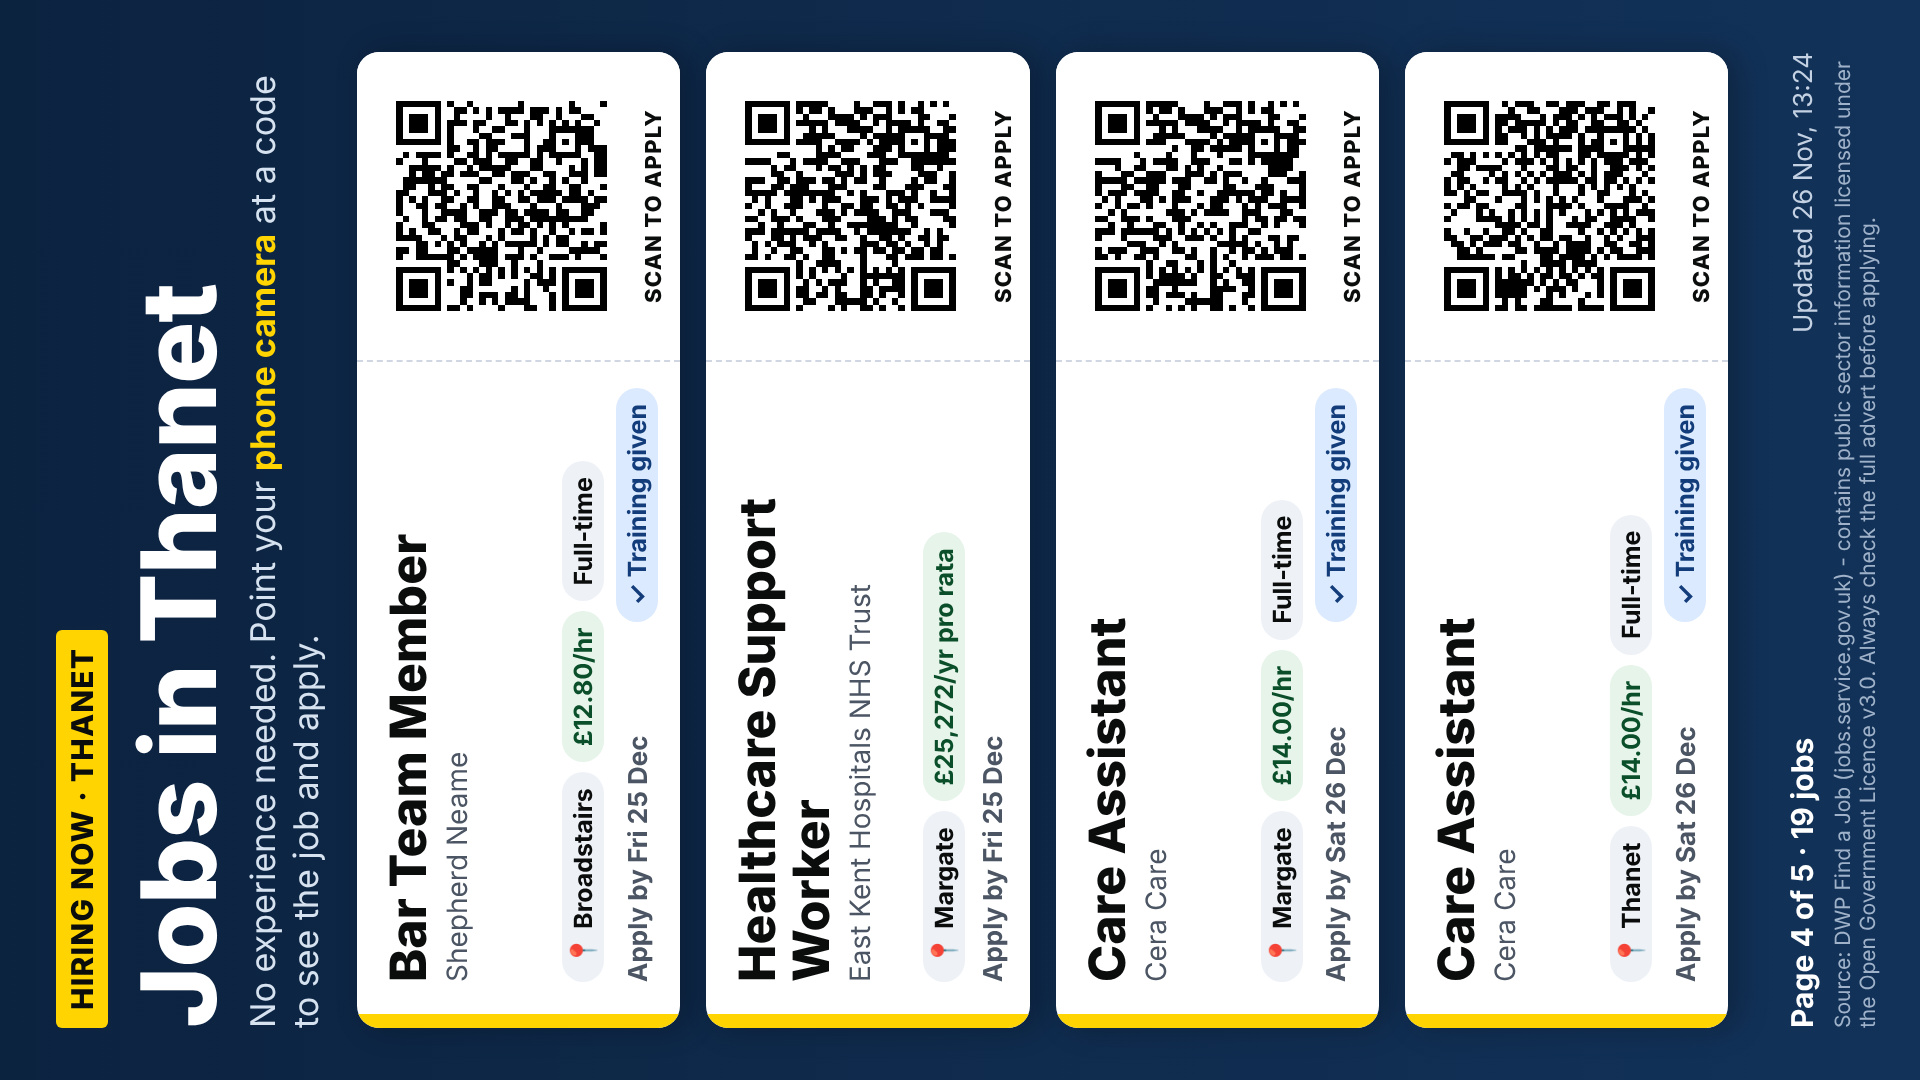 HIRING NOW · THANET
Jobs in Thanet
No experience needed. Point your phone camera at a code
to see the job and apply.
Bar Team Member
Shepherd Neame
📍 Broadstairs £12.80/hr Full-time
Apply by Fri 25 Dec ✓ Training given
SCAN TO APPLY
Healthcare Support
Worker
East Kent Hospitals NHS Trust
📍 Margate £25,272/yr pro rata
Apply by Fri 25 Dec
SCAN TO APPLY
Care Assistant
Cera Care
📍 Margate £14.00/hr Full-time
Apply by Sat 26 Dec ✓ Training given
SCAN TO APPLY
Care Assistant
Cera Care
📍 Thanet £14.00/hr Full-time
Apply by Sat 26 Dec ✓ Training given
SCAN TO APPLY
Page 4 of 5 · 19 jobs Updated 26 Nov, 13:24
Source: DWP Find a Job (jobs.service.gov.uk) - contains public sector information licensed under
the Open Government Licence v3.0. Always check the full advert before applying.